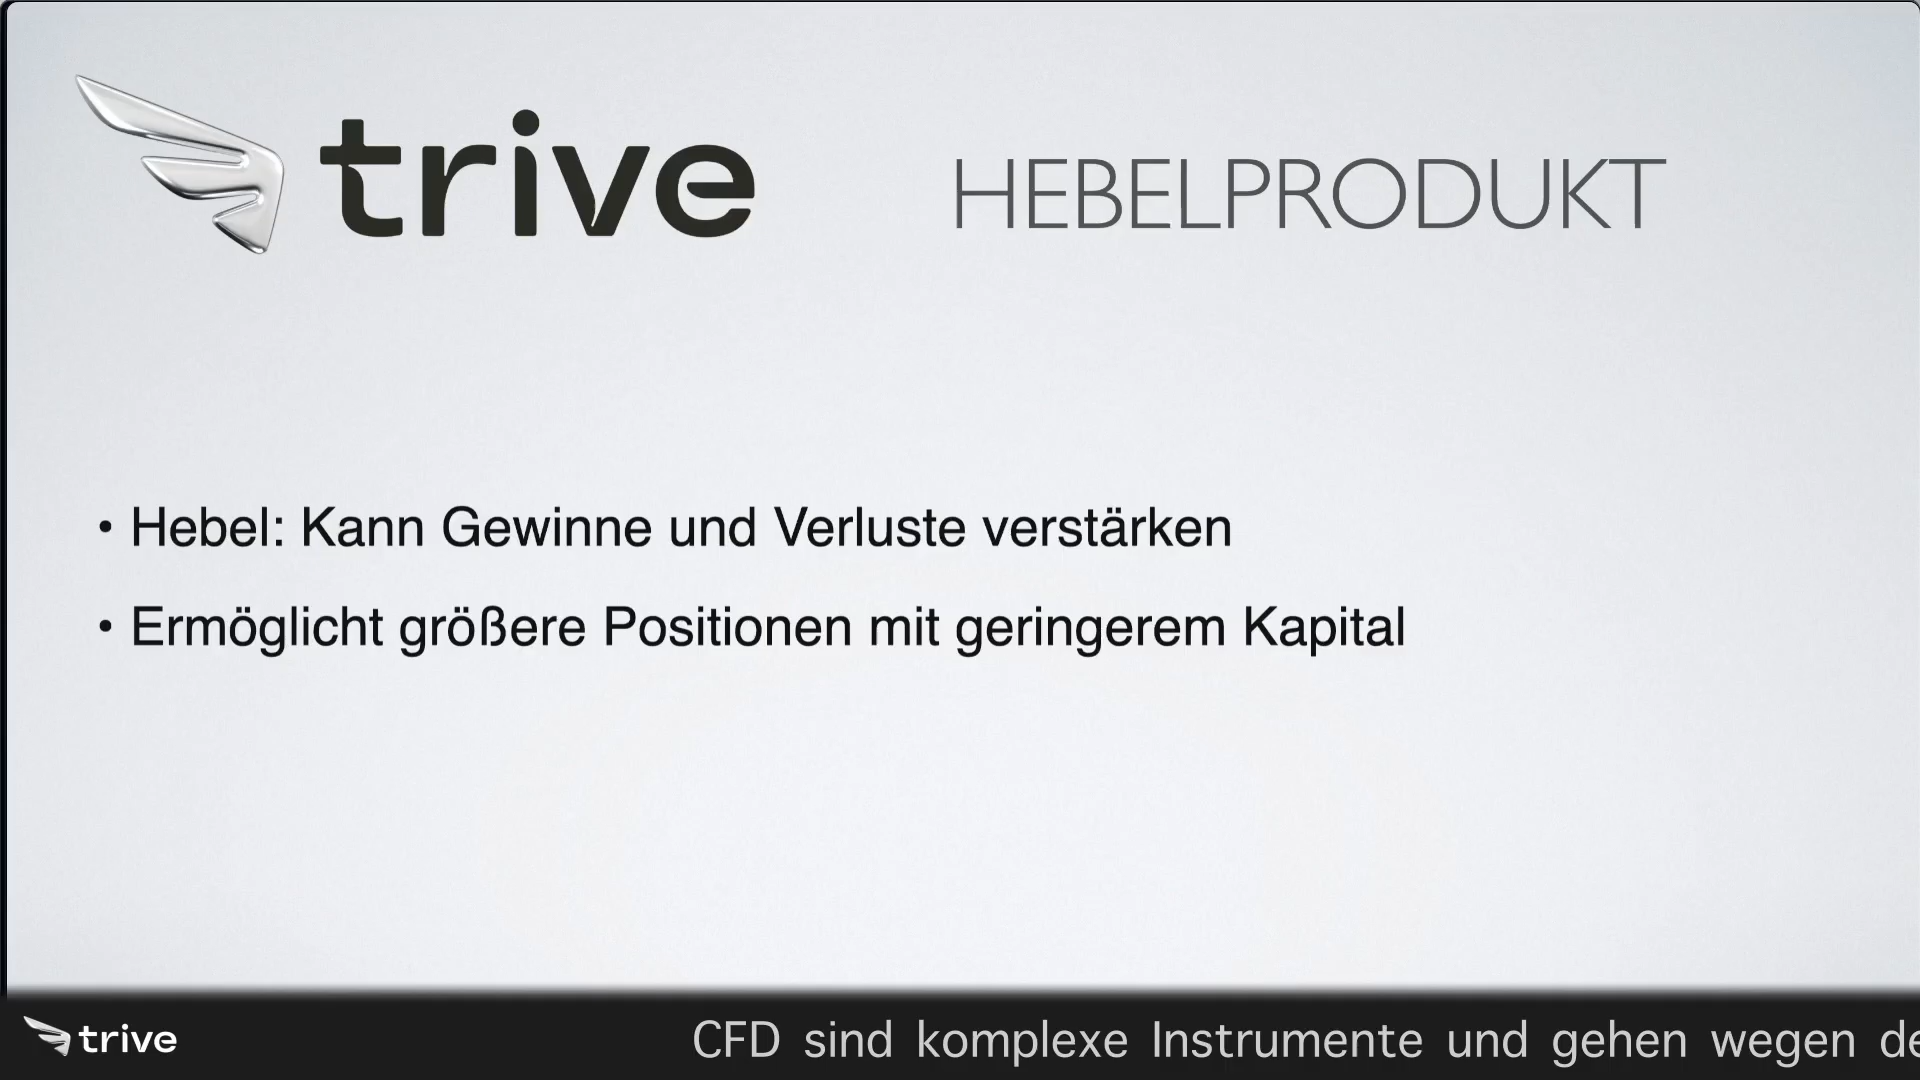 trive
HEBELPRODUKT
• Hebel: Kann Gewinne und Verluste verstärken
• Ermöglicht größere Positionen mit geringerem Kapital
trive
CFD sind komplexe Instrumente und gehen wegen